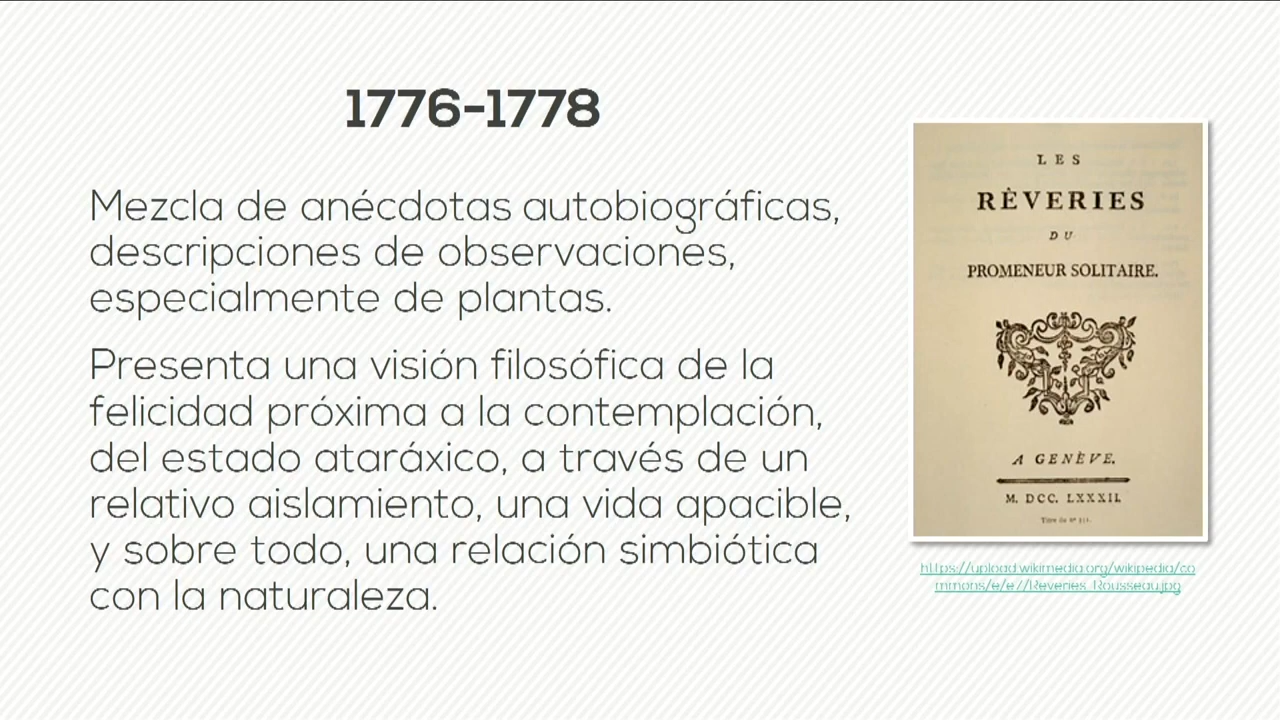 1776-1778
Mezcla de anécdotas autobiográficas,
descripciones de observaciones,
especialmente de plantas.
Presenta una visión filosófica de la
felicidad próxima a la contemplación,
del estado ataráxico, a través de un
relativo aislamiento, una vida apacible,
y sobre todo, una relación simbiótica
con la naturaleza.
LES
RÊVERIES
DU
PROMENEUR SOLITAIRE.
A GENÈVE.
M. DCC. LXXXII.
https://upload.wikimedia.org/wikipedia/co
mmons/e/e7/Reveries_Rousseau.jpg